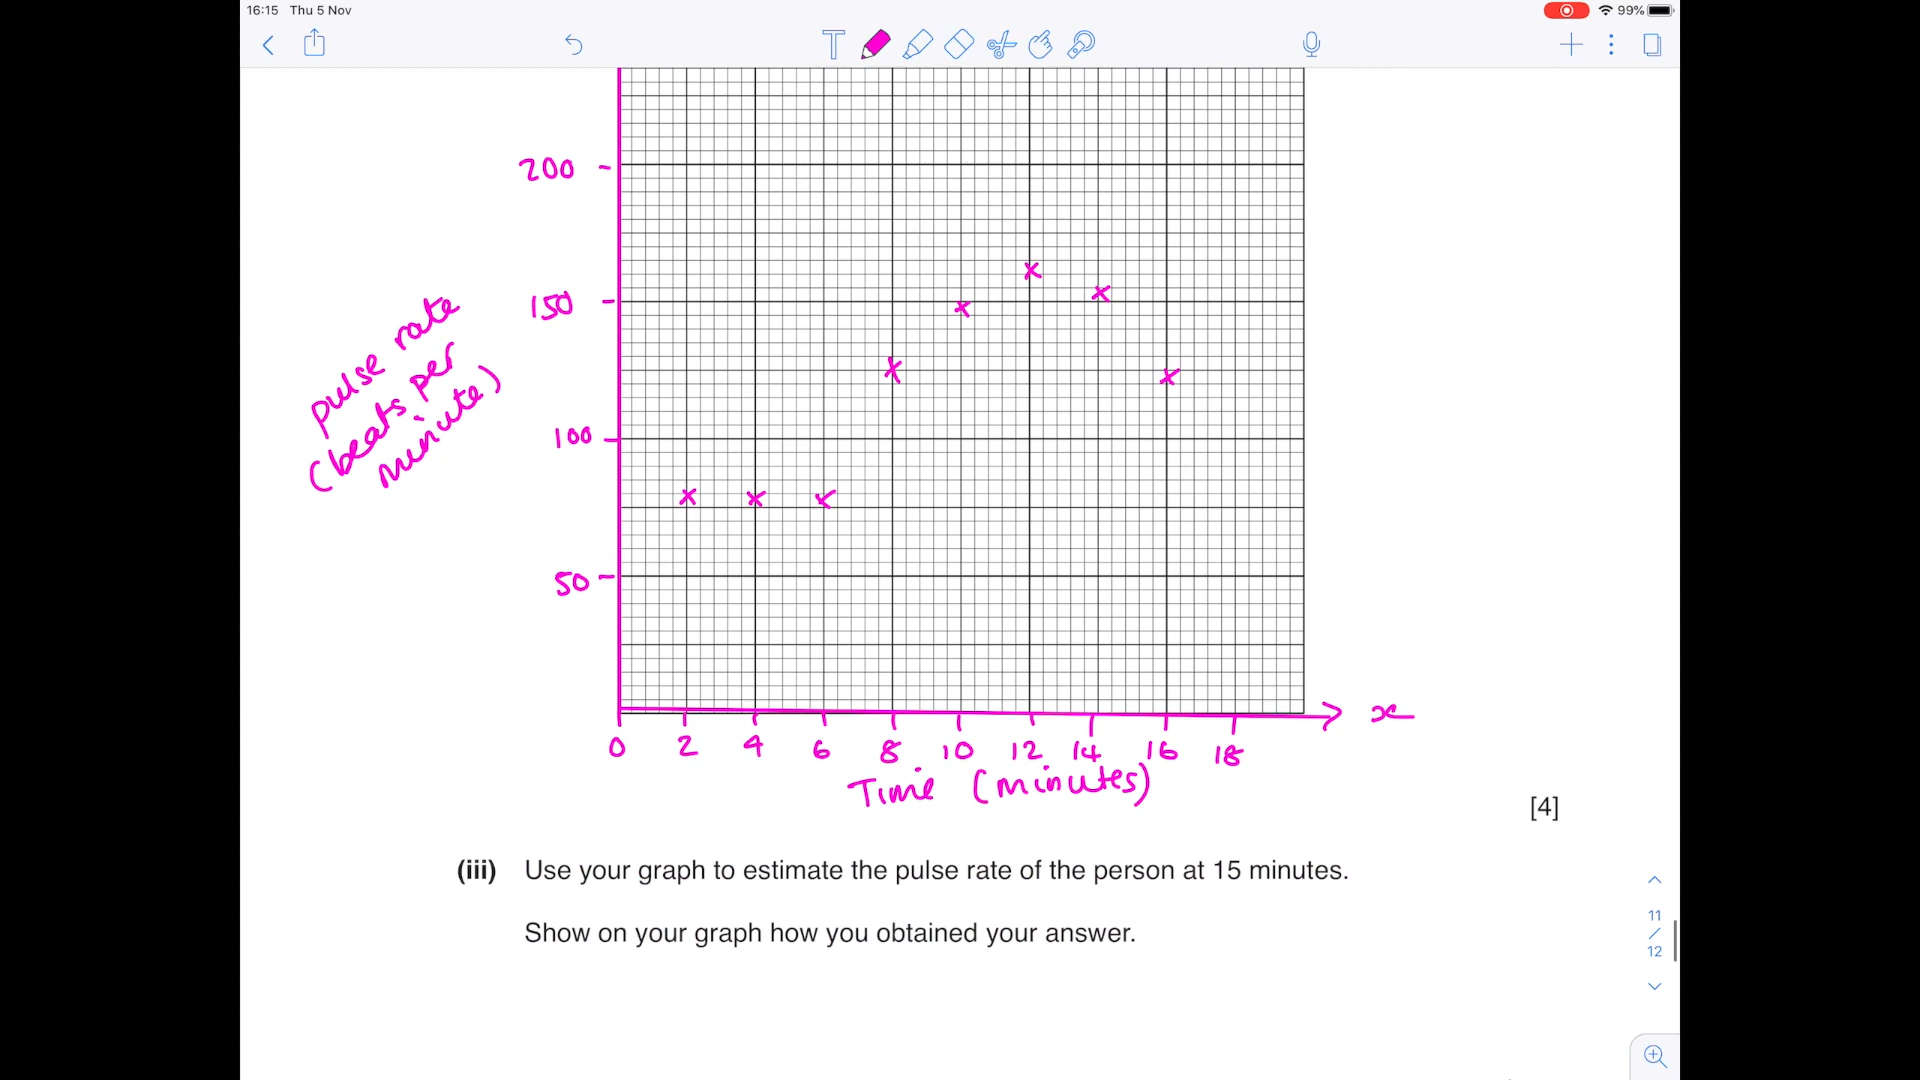 16:15 Thu 5 Nov
99%
T
200
150
100
50
pulse rate
(beats per
minute)
0 2 4 6 8 10 12 14 16 18
x
Time (minutes)
[4]
(iii) Use your graph to estimate the pulse rate of the person at 15 minutes.
Show on your graph how you obtained your answer.
11
/
12